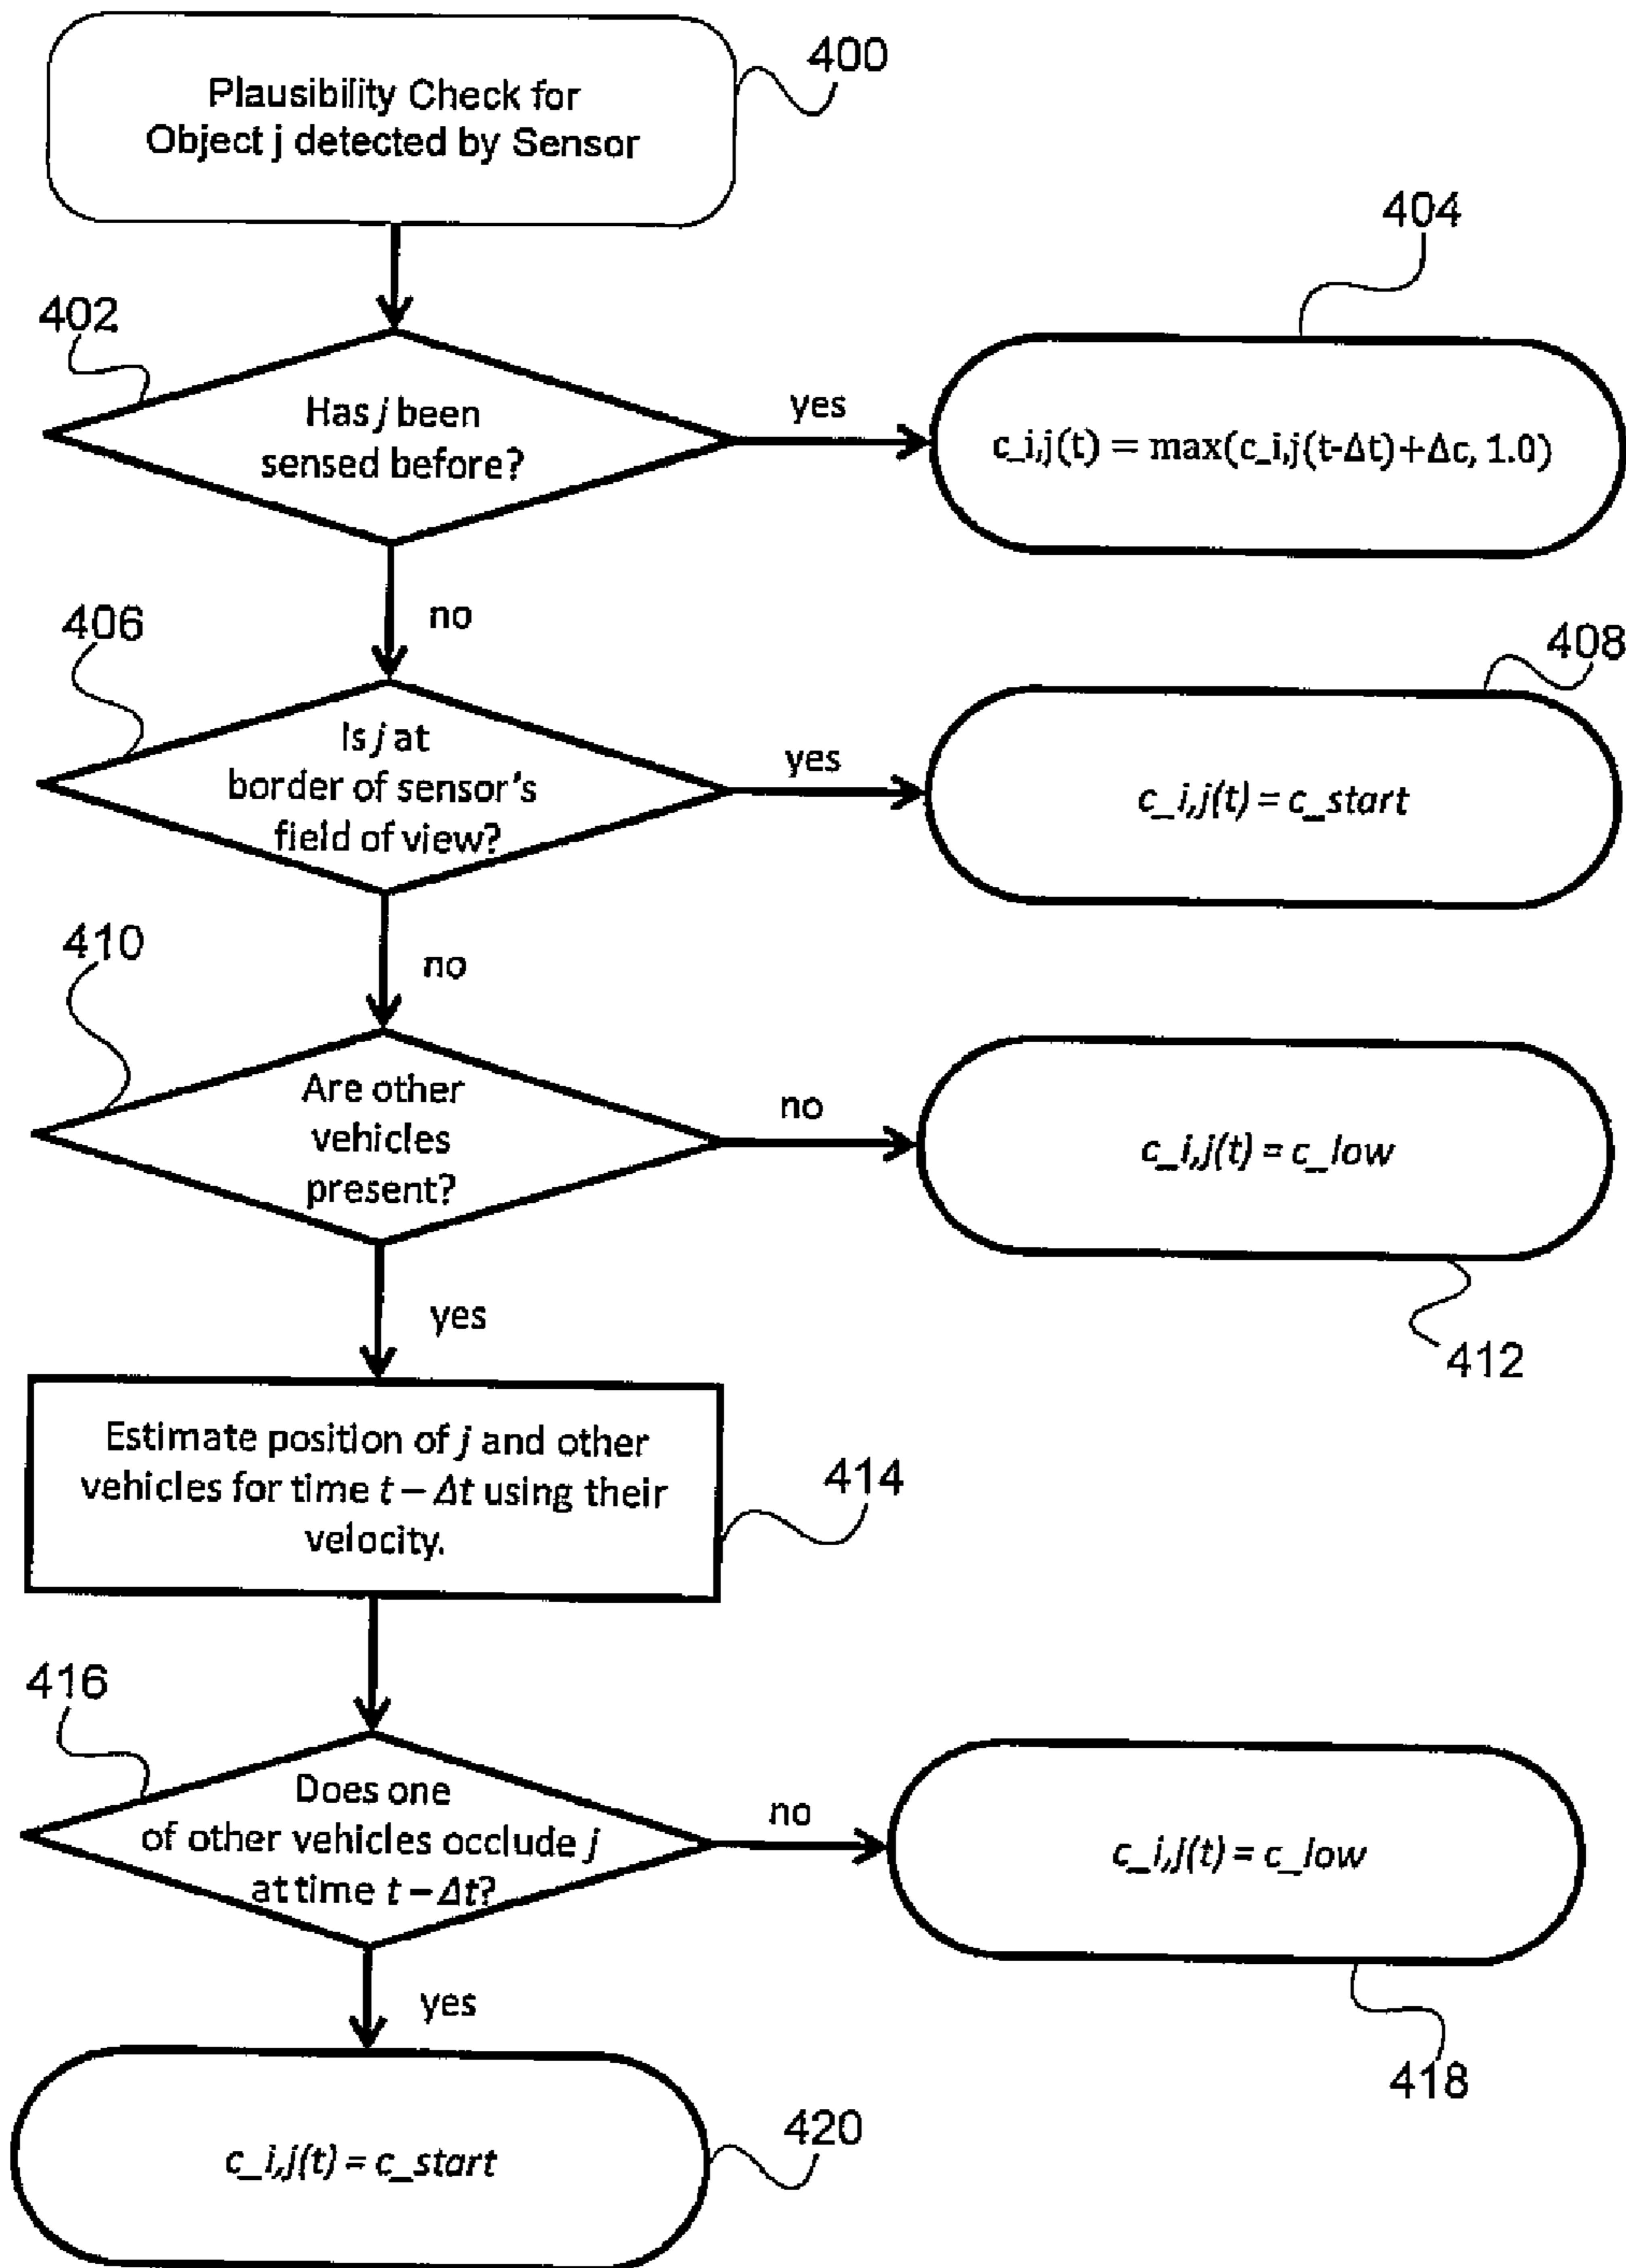 400
Plausibility Check for
Object j detected by Sensor
404
402
Has j been
sensed before?
yes
c_i,j(t) = max(c_i,j(t-Δt)+Δc, 1.0)
no
406
408
Is j at
border of sensor's
field of view?
yes
c_i,j(t) = c_start
no
410
Are other
vehicles
present?
no
c_i,j(t) = c_low
412
yes
Estimate position of j and other
vehicles for time t – Δt using their
velocity.
414
416
Does one
of other vehicles occlude j
at time t – Δt?
no
c_i,j(t) = c_low
418
yes
420
c_i,j(t) = c_start